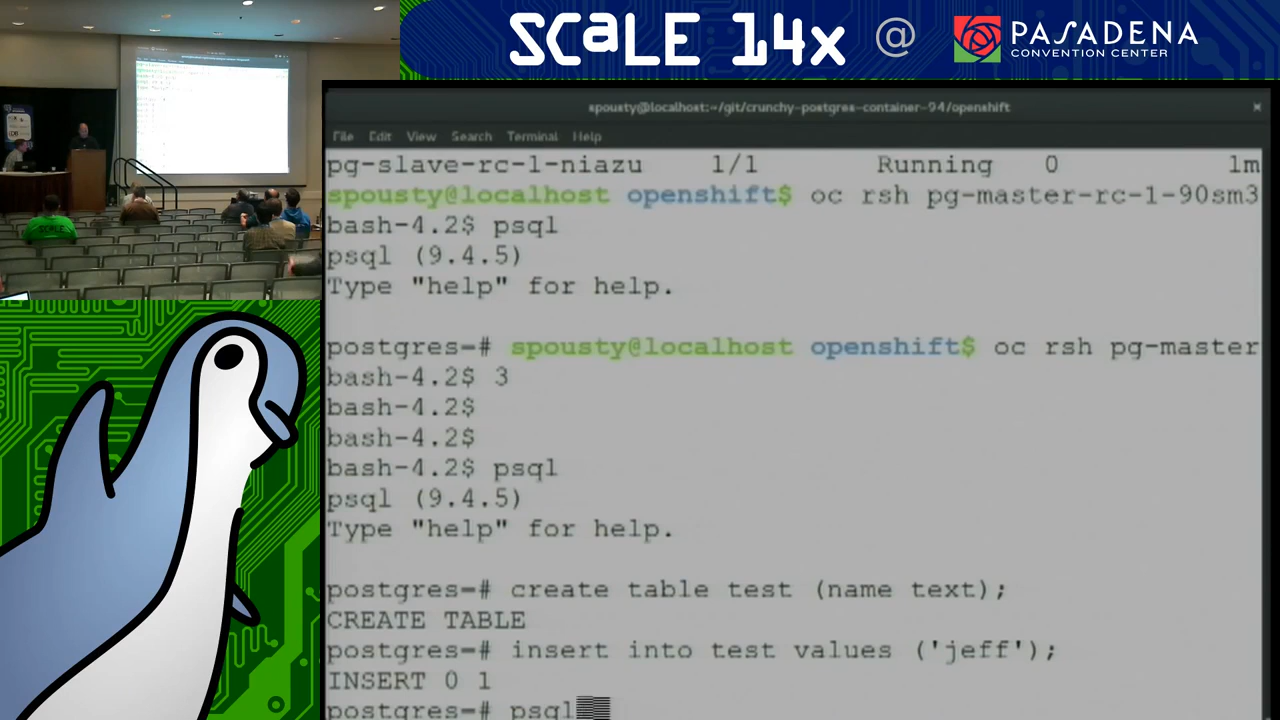 SCaLE 14x @ PASADENA
CONVENTION CENTER
spousty@localhost:~/git/crunchy-postgres-container-94/openshift
File Edit View Search Terminal Help
pg-slave-rc-1-niazu 1/1 Running 0 1m
spousty@localhost openshift$ oc rsh pg-master-rc-1-90sm3
bash-4.2$ psql
psql (9.4.5)
Type "help" for help.
postgres=# spousty@localhost openshift$ oc rsh pg-master
bash-4.2$ 3
bash-4.2$
bash-4.2$
bash-4.2$ psql
psql (9.4.5)
Type "help" for help.
postgres=# create table test (name text);
CREATE TABLE
postgres=# insert into test values ('jeff');
INSERT 0 1
postgres=# psql